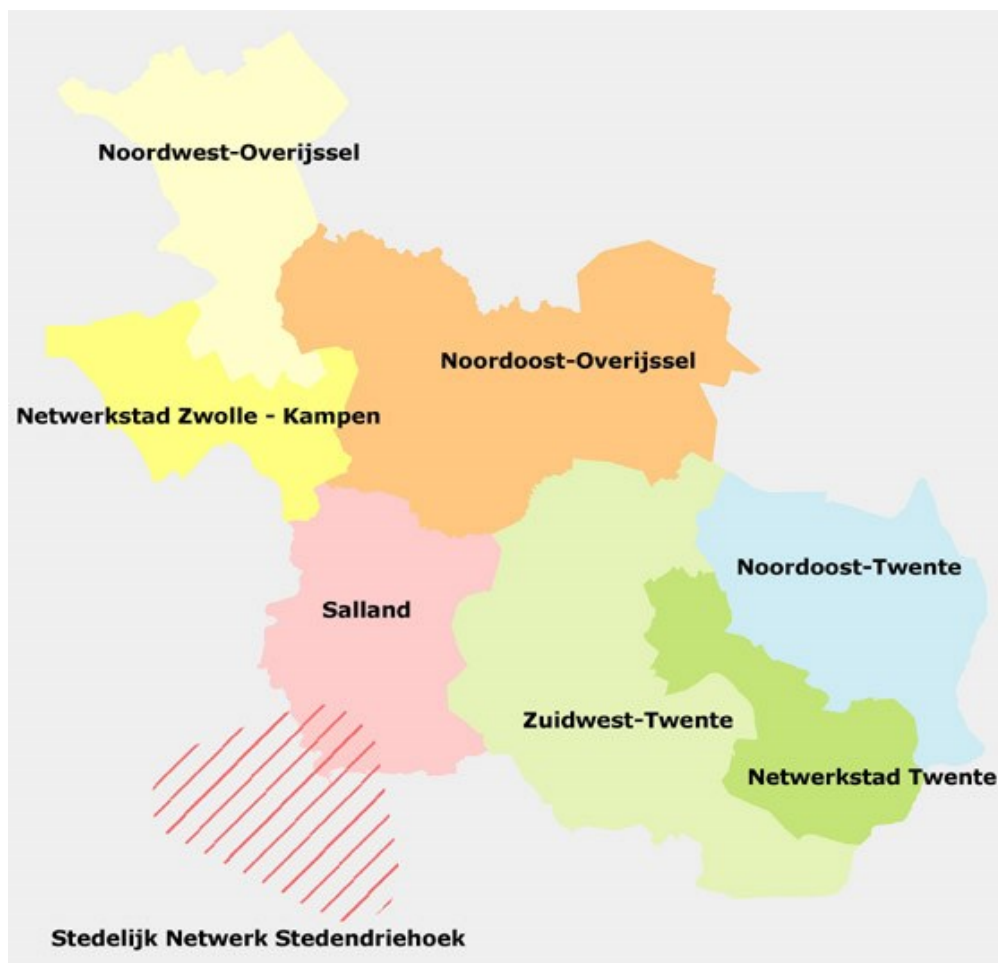 Noordwest-Overijssel
Noordoost-Overijssel
Netwerkstad Zwolle - Kampen
Noordoost-Twente
Salland
Zuidwest-Twente
Netwerkstad Twente
Stedelijk Netwerk Stedendriehoek